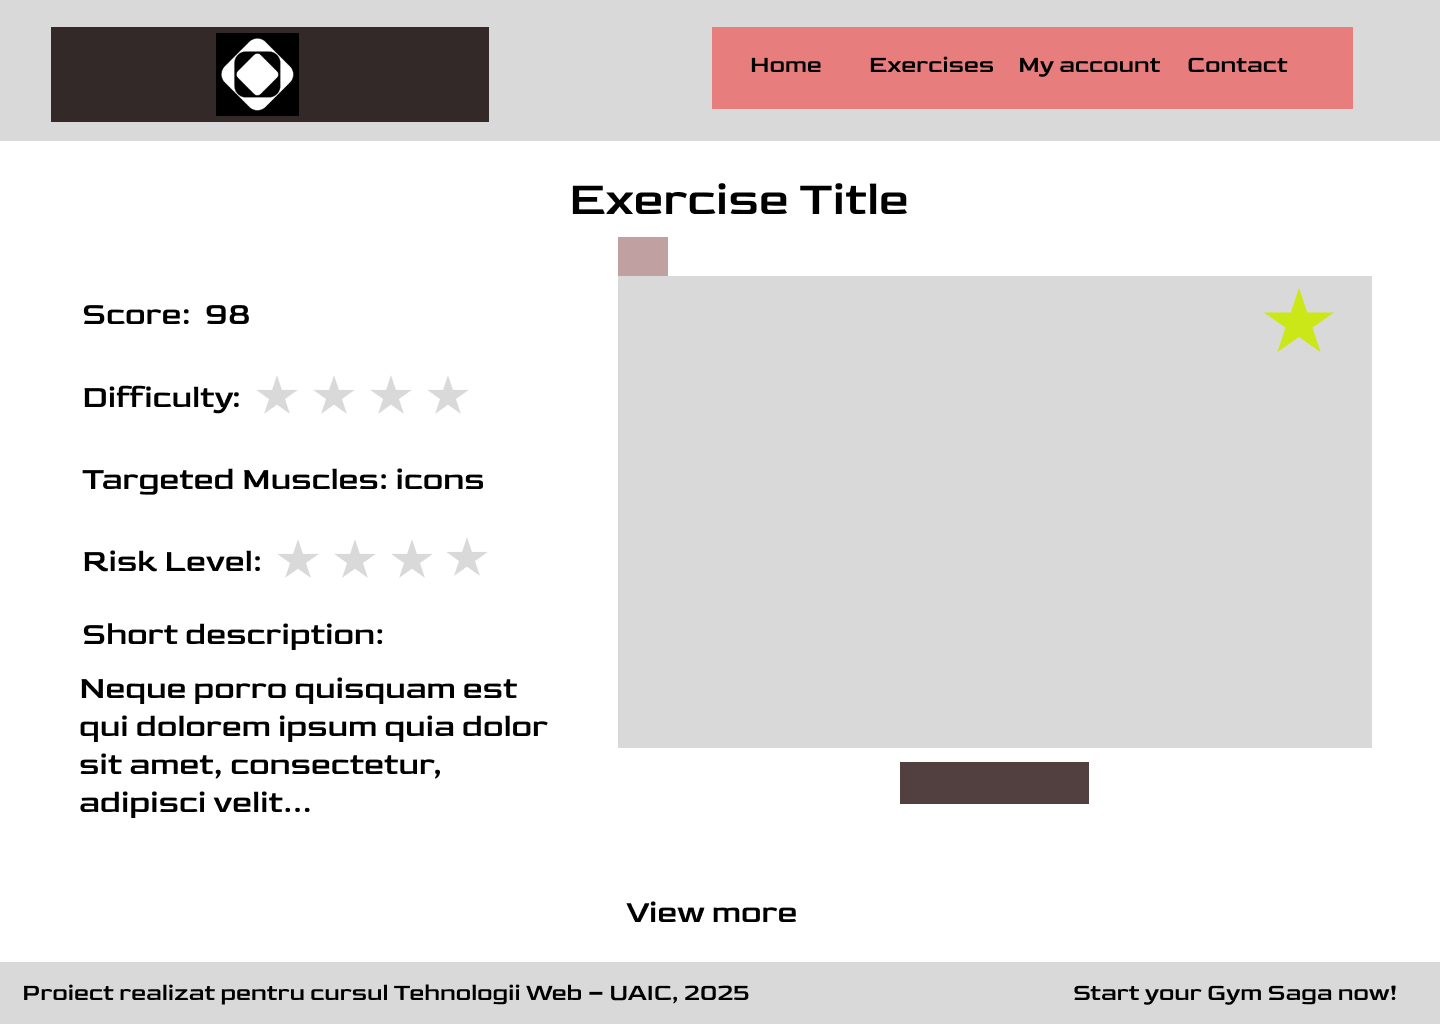 Home Exercises My account Contact
Exercise Title
Score: 98
Difficulty:
Targeted Muscles: icons
Risk Level:
Short description:
Neque porro quisquam est
qui dolorem ipsum quia dolor
sit amet, consectetur,
adipisci velit...
View more
Proiect realizat pentru cursul Tehnologii Web – UAIC, 2025
Start your Gym Saga now!